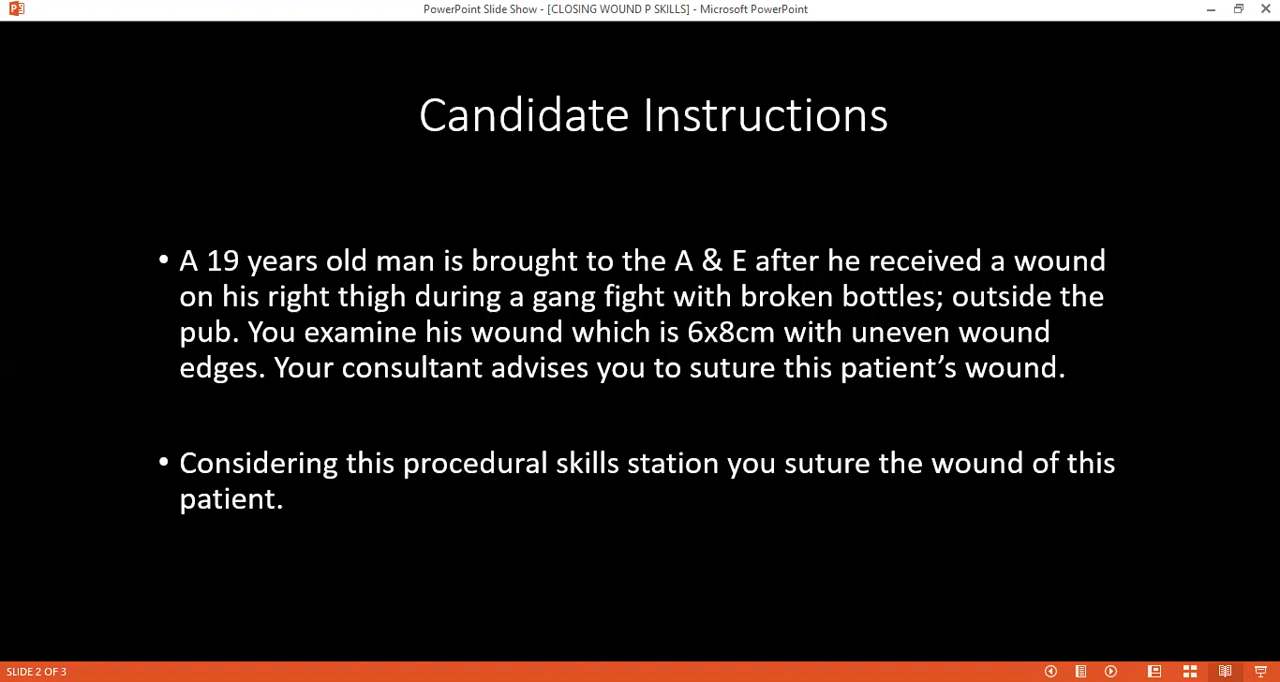 PowerPoint Slide Show - [CLOSING WOUND P SKILLS] - Microsoft PowerPoint
Candidate Instructions
• A 19 years old man is brought to the A & E after he received a wound
on his right thigh during a gang fight with broken bottles; outside the
pub. You examine his wound which is 6x8cm with uneven wound
edges. Your consultant advises you to suture this patient’s wound.
• Considering this procedural skills station you suture the wound of this
patient.
SLIDE 2 OF 3